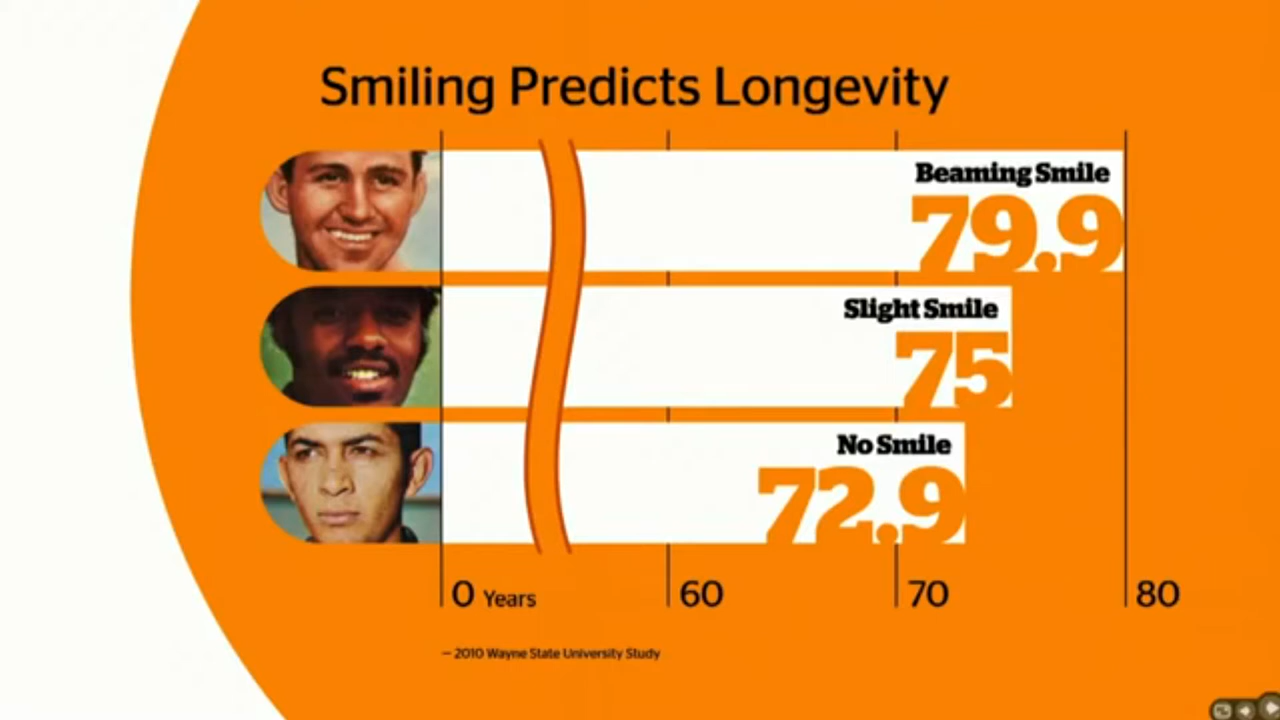 Smiling Predicts Longevity
Beaming Smile
79.9
Slight Smile
75
No Smile
72.9
0 Years 60 70 80
– 2010 Wayne State University Study